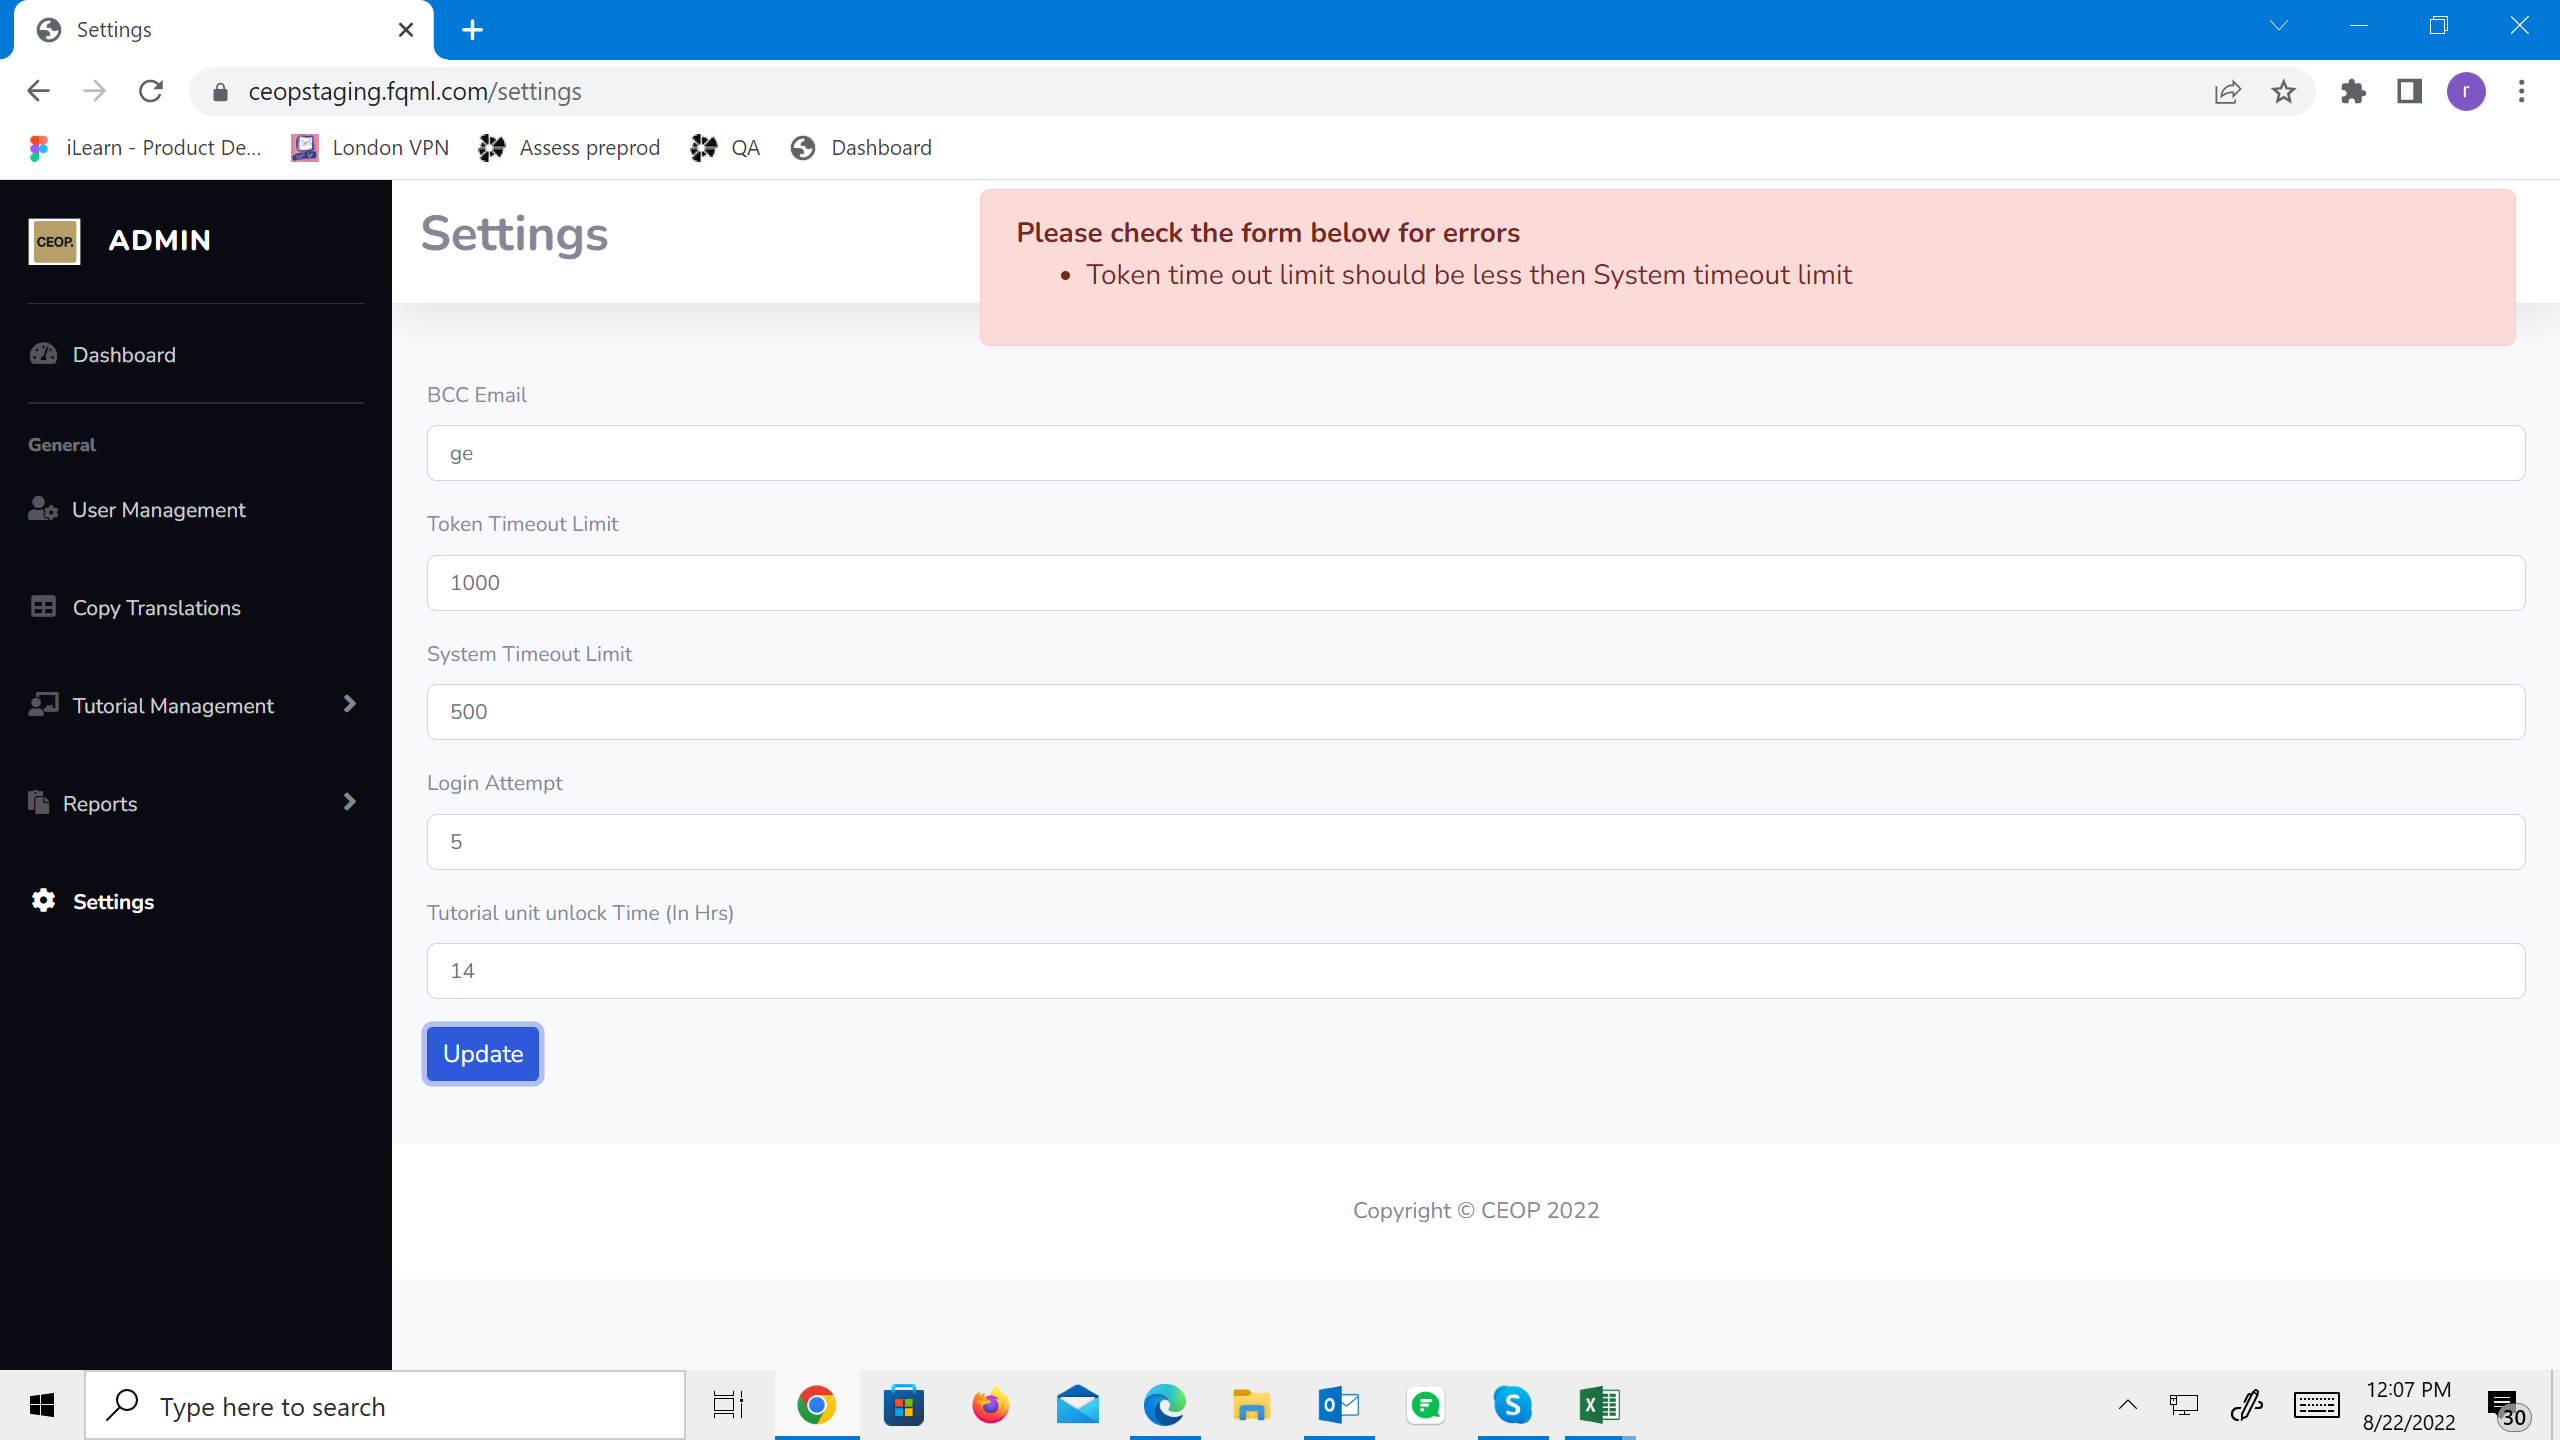 Settings
ceopstaging.fqml.com/settings
r
iLearn - Product De...
London VPN
Assess preprod
QA
Dashboard
CEOP.
ADMIN
Dashboard
General
User Management
Copy Translations
Tutorial Management
Reports
Settings
Settings
Please check the form below for errors
Token time out limit should be less then System timeout limit
BCC Email
ge
Token Timeout Limit
1000
System Timeout Limit
500
Login Attempt
5
Tutorial unit unlock Time (In Hrs)
14
Update
Copyright © CEOP 2022
Type here to search
12:07 PM
8/22/2022
30